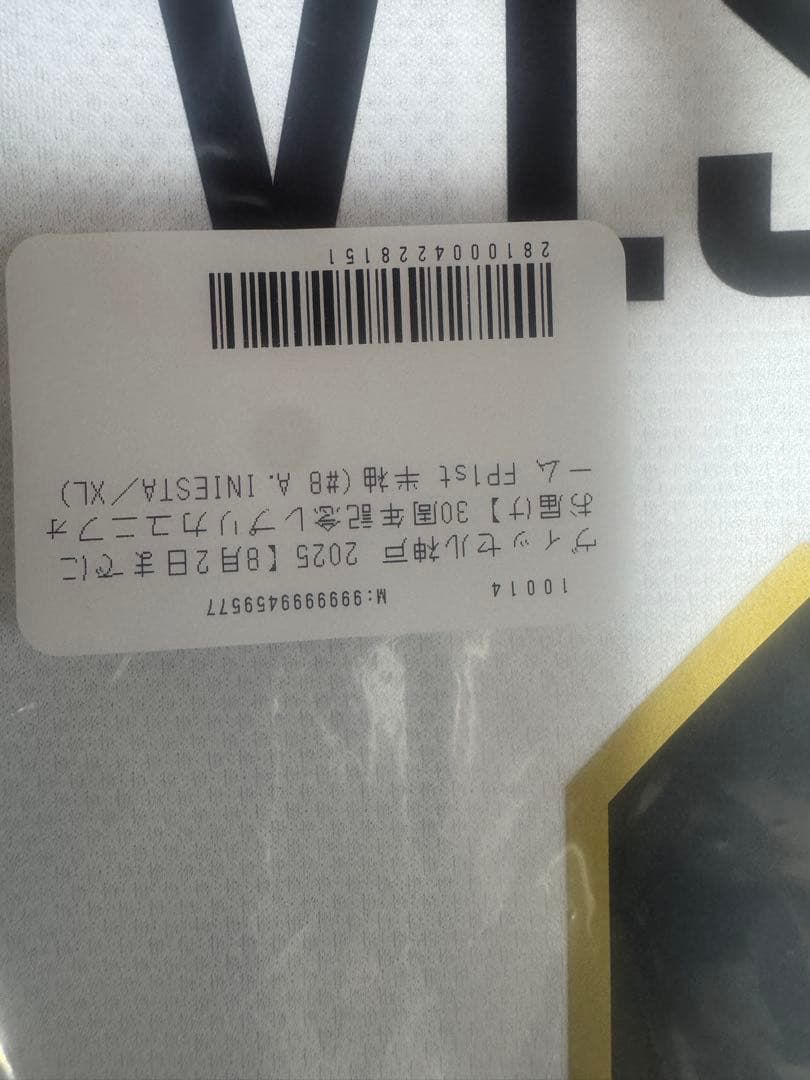 VIS
10014 M:9999999459577
ヴィッセル神戸 2025【8月2日までに
お届け】30周年記念レプリカユニフォ
ーム FP1st 半袖(#8 A. INIESTA／XL)
2810004228151